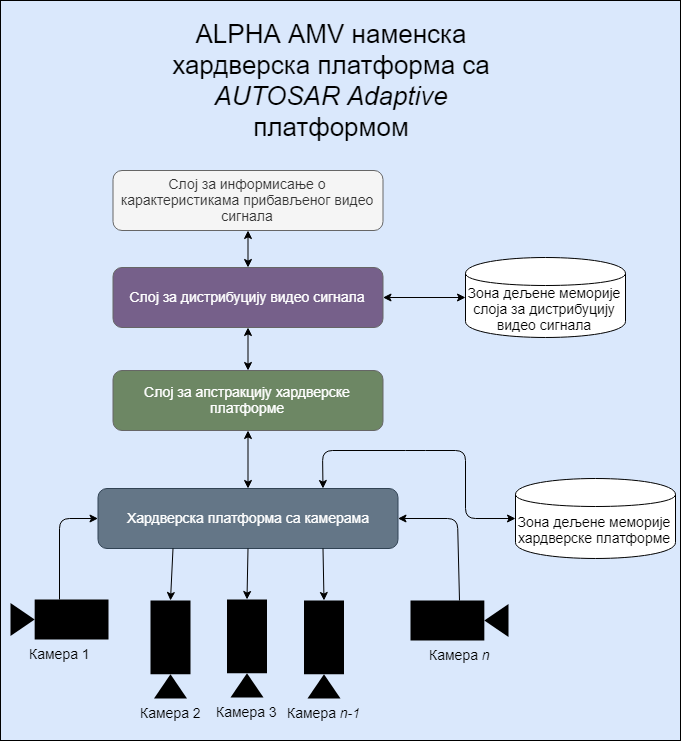 ALPHA AMV наменска
хардверска платформа са
AUTOSAR Adaptive
платформом
Слој за информисање о
карактеристикама прибављеног видео
сигнала
Слој за дистрибуцију видео сигнала
Зона дељене меморије
слоја за дистрибуцију
видео сигнала
Слој за апстракцију хардверске
платформе
Хардверска платформа са камерама
Зона дељене меморије
хардверске платформе
Камера 1
Камера 2
Камера 3
Камера n-1
Камера n